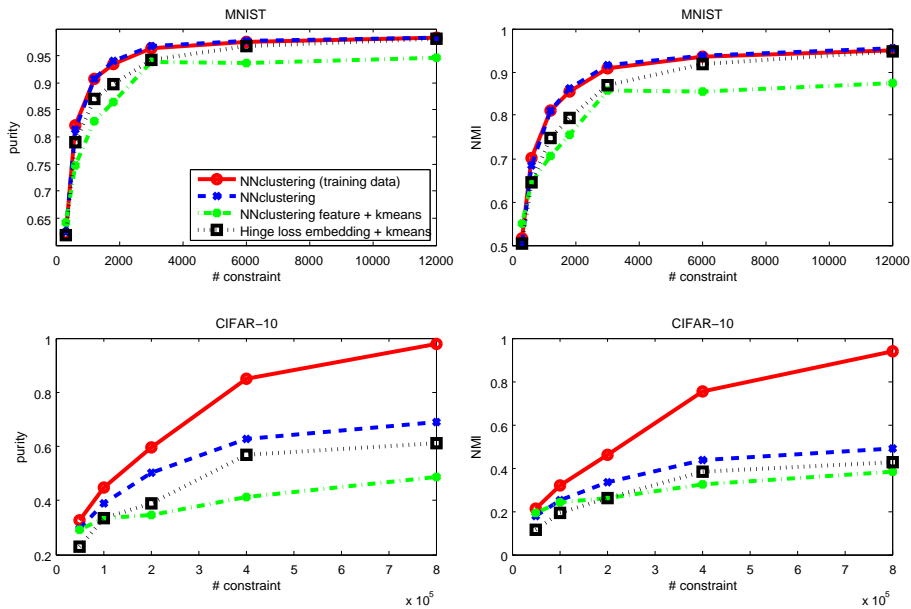 MNIST
0.95
0.9
0.85
0.8
0.75
0.7
0.65
purity
NNclustering (training data)
NNclustering
NNclustering feature + kmeans
Hinge loss embedding + kmeans
0 2000 4000 6000 8000 10000 12000
# constraint
MNIST
1
0.9
0.8
0.7
0.6
0.5
NMI
0 2000 4000 6000 8000 10000 12000
# constraint
CIFAR−10
1
0.8
0.6
0.4
0.2
purity
0 1 2 3 4 5 6 7 8
# constraint
x 10^5
CIFAR−10
1
0.8
0.6
0.4
0.2
0
NMI
0 1 2 3 4 5 6 7 8
# constraint
x 10^5